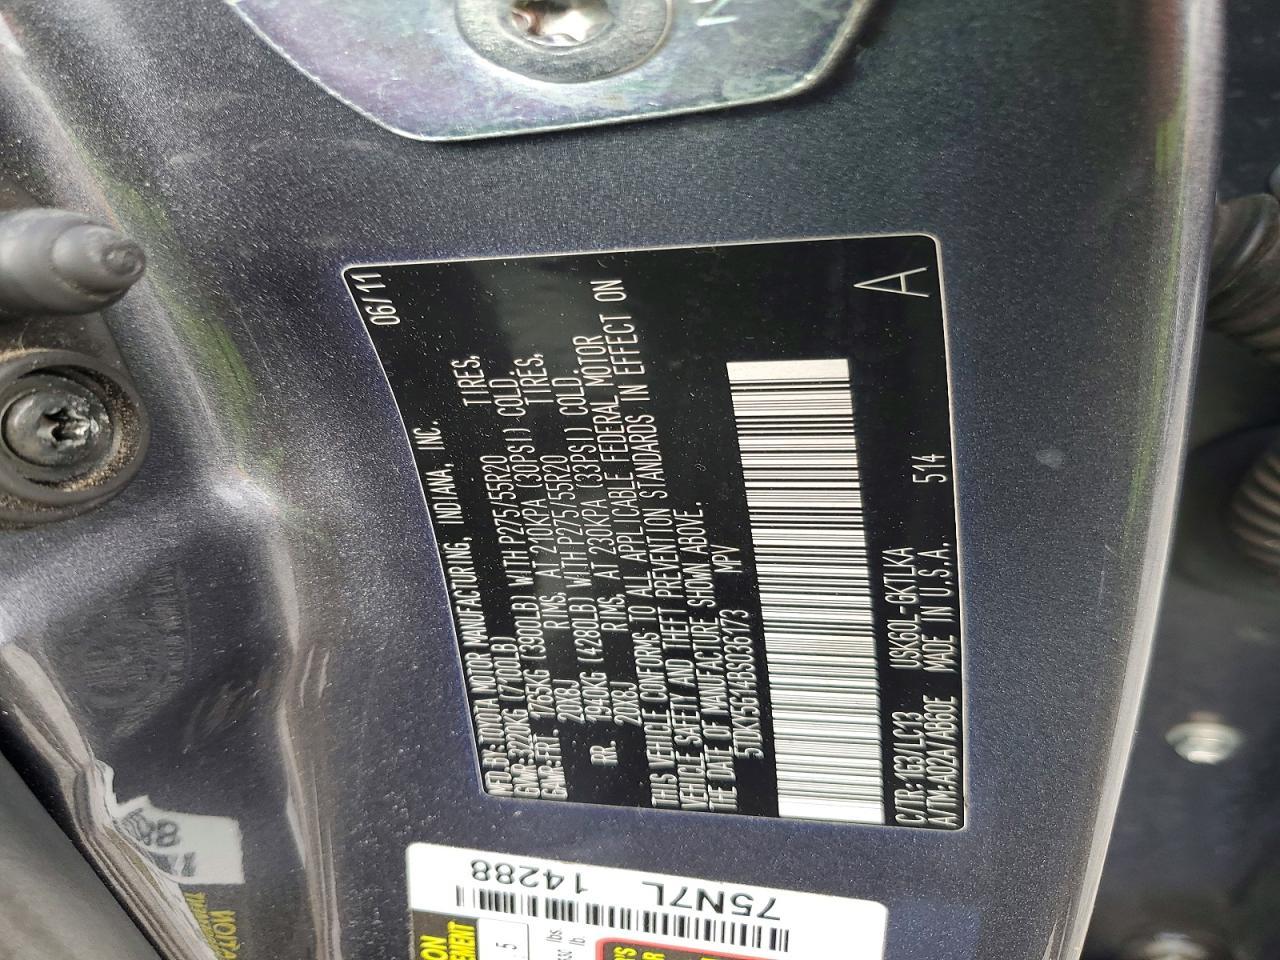 MFD. BY: TOYOTA MOTOR MANUFACTURING, INDIANA, INC. 06/11
GVWR: 3220KG (7100LB)
GAWR: FR. 1765KG (3900LB) WITH P275/55R20 TIRES,
20X8J RIMS, AT 210KPA (30PSI) COLD.
RR. 1940KG (4280LB) WITH P275/55R20 TIRES,
20X8J RIMS, AT 230KPA (33PSI) COLD.
THIS VEHICLE CONFORMS TO ALL APPLICABLE FEDERAL MOTOR
VEHICLE SAFETY AND THEFT PREVENTION STANDARDS IN EFFECT ON
THE DATE OF MANUFACTURE SHOWN ABOVE.
5TDKY5G14BS036173 MPV
A
C/TR: 1E3/LC13 USK60L-GKTLKA 514
A/TM: A02A/AB60E MADE IN U.S.A.
75N7L
14288